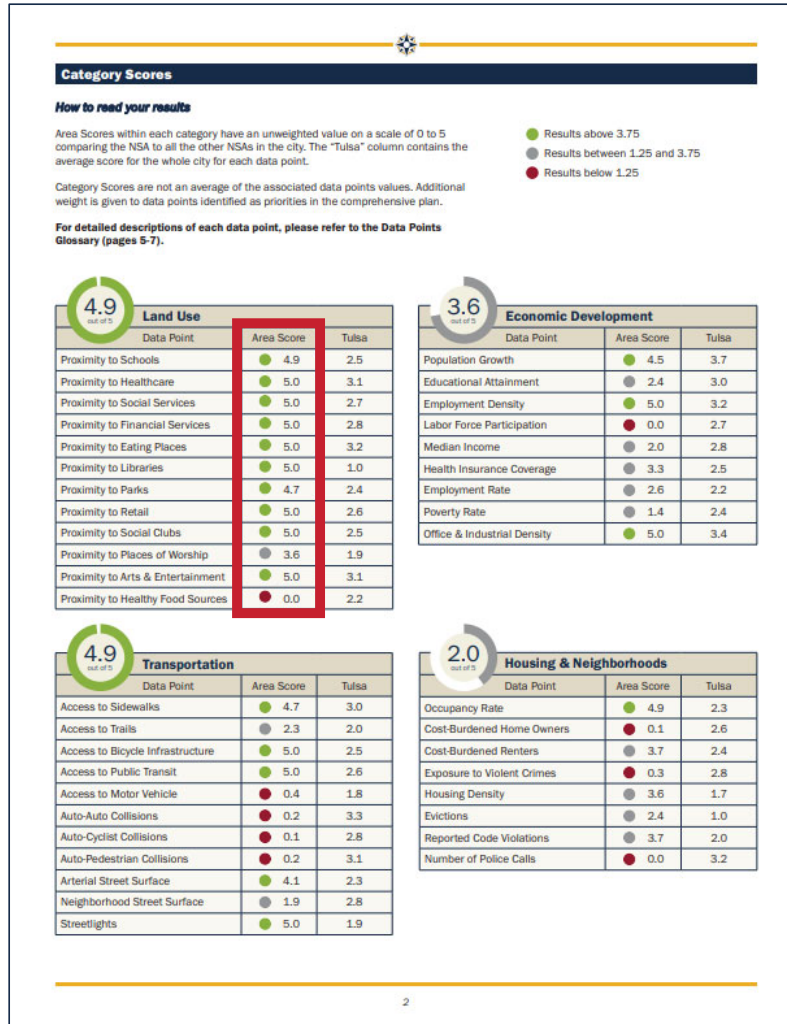 Category Scores
How to read your results
Area Scores within each category have an unweighted value on a scale of 0 to 5
comparing the NSA to all the other NSAs in the city. The “Tulsa” column contains the
average score for the whole city for each data point.
Category Scores are not an average of the associated data points values. Additional
weight is given to data points identified as priorities in the comprehensive plan.
For detailed descriptions of each data point, please refer to the Data Points
Glossary (pages 5-7).
Results above 3.75
Results between 1.25 and 3.75
Results below 1.25
4.9
out of 5
Land Use
Data Point Area Score Tulsa
Proximity to Schools 4.9 2.5
Proximity to Healthcare 5.0 3.1
Proximity to Social Services 5.0 2.7
Proximity to Financial Services 5.0 2.8
Proximity to Eating Places 5.0 3.2
Proximity to Libraries 5.0 1.0
Proximity to Parks 4.7 2.4
Proximity to Retail 5.0 2.6
Proximity to Social Clubs 5.0 2.5
Proximity to Places of Worship 3.6 1.9
Proximity to Arts & Entertainment 5.0 3.1
Proximity to Healthy Food Sources 0.0 2.2
3.6
out of 5
Economic Development
Data Point Area Score Tulsa
Population Growth 4.5 3.7
Educational Attainment 2.4 3.0
Employment Density 5.0 3.2
Labor Force Participation 0.0 2.7
Median Income 2.0 2.8
Health Insurance Coverage 3.3 2.5
Employment Rate 2.6 2.2
Poverty Rate 1.4 2.4
Office & Industrial Density 5.0 3.4
4.9
out of 5
Transportation
Data Point Area Score Tulsa
Access to Sidewalks 4.7 3.0
Access to Trails 2.3 2.0
Access to Bicycle Infrastructure 5.0 2.5
Access to Public Transit 5.0 2.6
Access to Motor Vehicle 0.4 1.8
Auto-Auto Collisions 0.2 3.3
Auto-Cyclist Collisions 0.1 2.8
Auto-Pedestrian Collisions 0.2 3.1
Arterial Street Surface 4.1 2.3
Neighborhood Street Surface 1.9 2.8
Streetlights 5.0 1.9
2.0
out of 5
Housing & Neighborhoods
Data Point Area Score Tulsa
Occupancy Rate 4.9 2.3
Cost-Burdened Home Owners 0.1 2.6
Cost-Burdened Renters 3.7 2.4
Exposure to Violent Crimes 0.3 2.8
Housing Density 3.6 1.7
Evictions 2.4 1.0
Reported Code Violations 3.7 2.0
Number of Police Calls 0.0 3.2
2